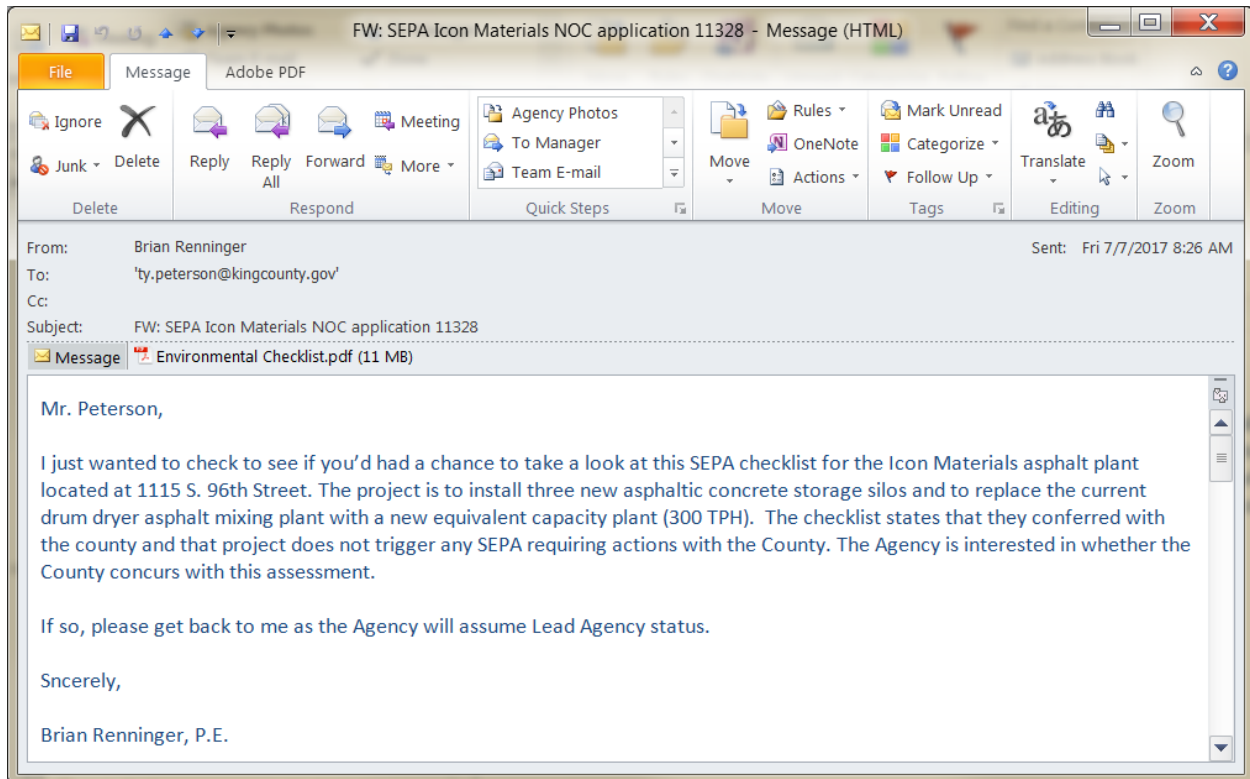 FW: SEPA Icon Materials NOC application 11328 - Message (HTML)
File Message Adobe PDF
Ignore
Junk
Delete
Reply
Reply All
Forward
Meeting
More
Agency Photos
To Manager
Team E-mail
Move
Rules
OneNote
Actions
Mark Unread
Categorize
Follow Up
Translate
Zoom
Delete Respond Quick Steps Move Tags Editing Zoom
From: Brian Renninger Sent: Fri 7/7/2017 8:26 AM
To: 'ty.peterson@kingcounty.gov'
Cc:
Subject: FW: SEPA Icon Materials NOC application 11328
Message Environmental Checklist.pdf (11 MB)
Mr. Peterson,
I just wanted to check to see if you'd had a chance to take a look at this SEPA checklist for the Icon Materials asphalt plant
located at 1115 S. 96th Street. The project is to install three new asphaltic concrete storage silos and to replace the current
drum dryer asphalt mixing plant with a new equivalent capacity plant (300 TPH). The checklist states that they conferred with
the county and that project does not trigger any SEPA requiring actions with the County. The Agency is interested in whether the
County concurs with this assessment.
If so, please get back to me as the Agency will assume Lead Agency status.
Sncerely,
Brian Renninger, P.E.